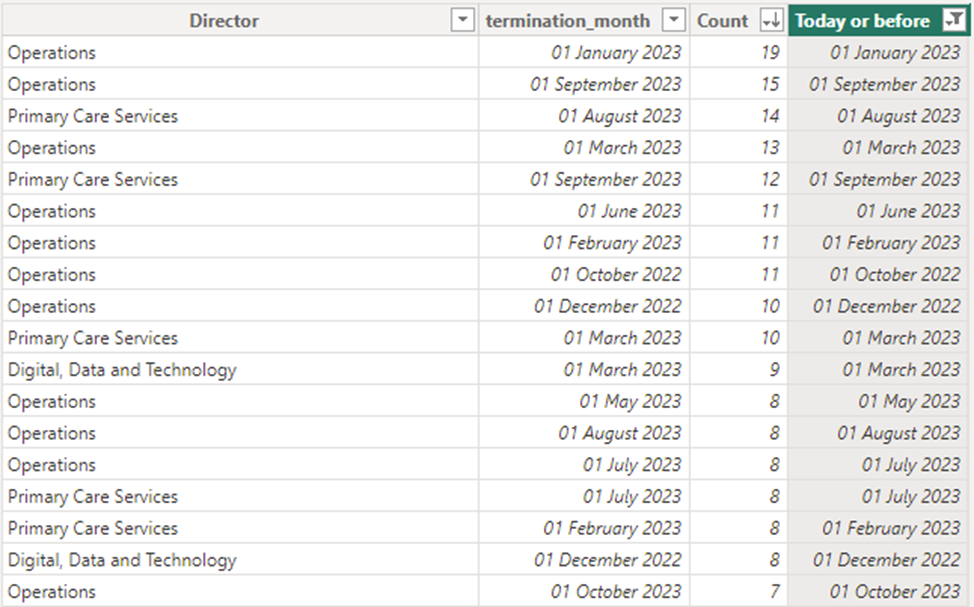 Director termination_month Count Today or before
Operations 01 January 2023 19 01 January 2023
Operations 01 September 2023 15 01 September 2023
Primary Care Services 01 August 2023 14 01 August 2023
Operations 01 March 2023 13 01 March 2023
Primary Care Services 01 September 2023 12 01 September 2023
Operations 01 June 2023 11 01 June 2023
Operations 01 February 2023 11 01 February 2023
Operations 01 October 2022 11 01 October 2022
Operations 01 December 2022 10 01 December 2022
Primary Care Services 01 March 2023 10 01 March 2023
Digital, Data and Technology 01 March 2023 9 01 March 2023
Operations 01 May 2023 8 01 May 2023
Operations 01 August 2023 8 01 August 2023
Operations 01 July 2023 8 01 July 2023
Primary Care Services 01 July 2023 8 01 July 2023
Primary Care Services 01 February 2023 8 01 February 2023
Digital, Data and Technology 01 December 2022 8 01 December 2022
Operations 01 October 2023 7 01 October 2023